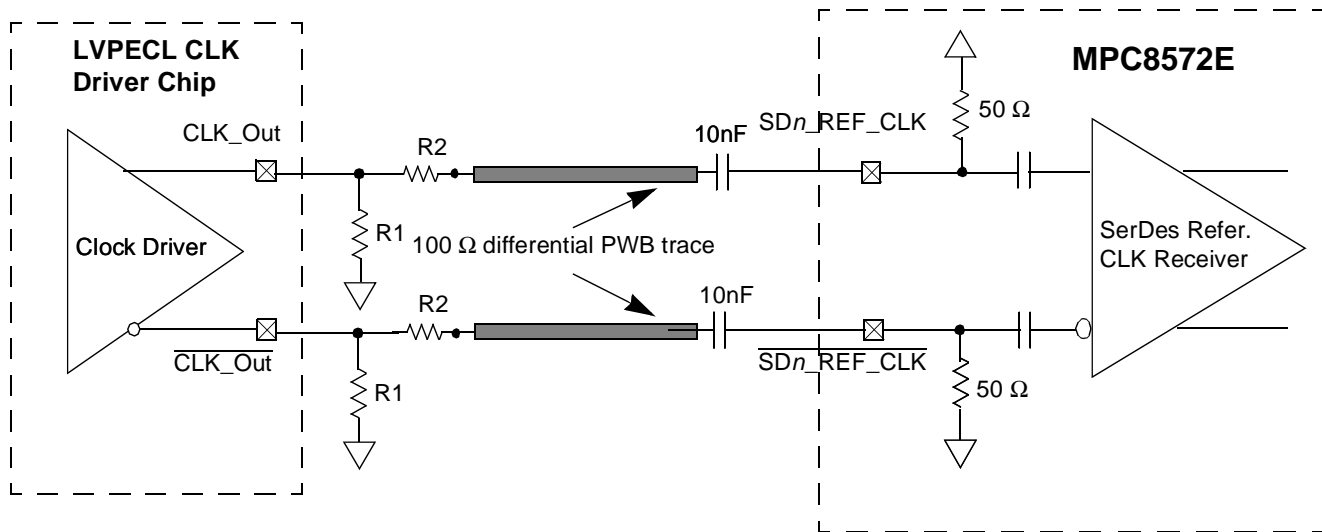 LVPECL CLK
Driver Chip
MPC8572E
CLK_Out
R2
10nF
SDn_REF_CLK
50 Ω
Clock Driver
R1
100 Ω differential PWB trace
SerDes Refer.
CLK Receiver
R2
10nF
CLK_Out
SDn_REF_CLK
R1
50 Ω